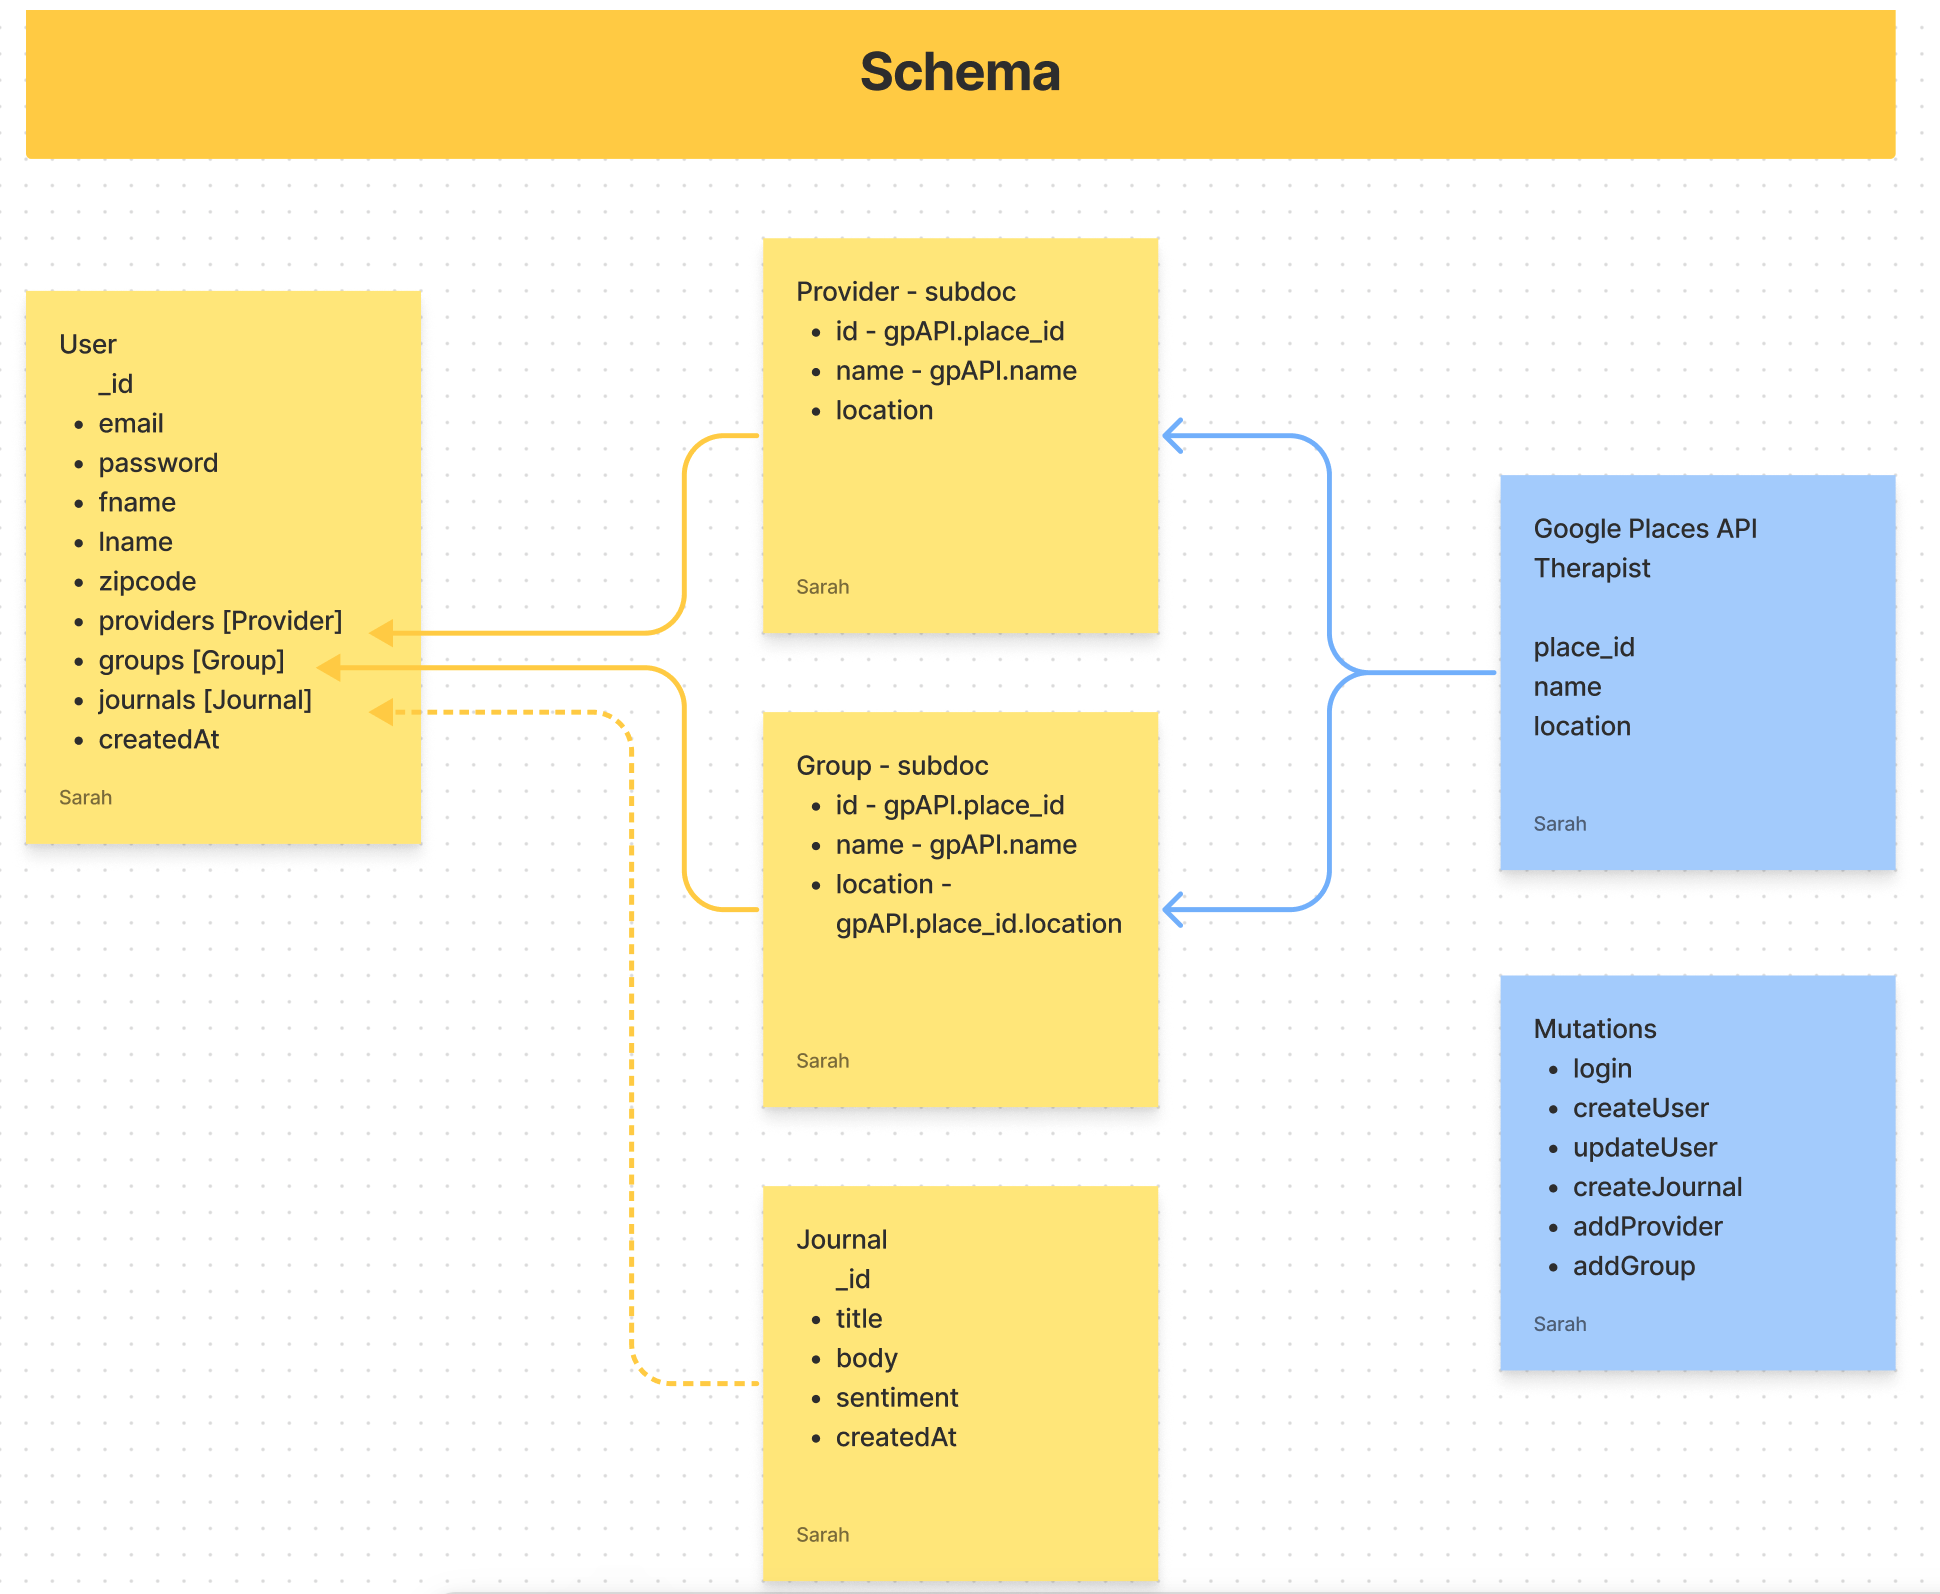 Schema
User
_id
• email
• password
• fname
• lname
• zipcode
• providers [Provider]
• groups [Group]
• journals [Journal]
• createdAt
Sarah
Provider - subdoc
• id - gpAPI.place_id
• name - gpAPI.name
• location
Sarah
Group - subdoc
• id - gpAPI.place_id
• name - gpAPI.name
• location -
gpAPI.place_id.location
Sarah
Journal
_id
• title
• body
• sentiment
• createdAt
Sarah
Google Places API
Therapist
place_id
name
location
Sarah
Mutations
• login
• createUser
• updateUser
• createJournal
• addProvider
• addGroup
Sarah